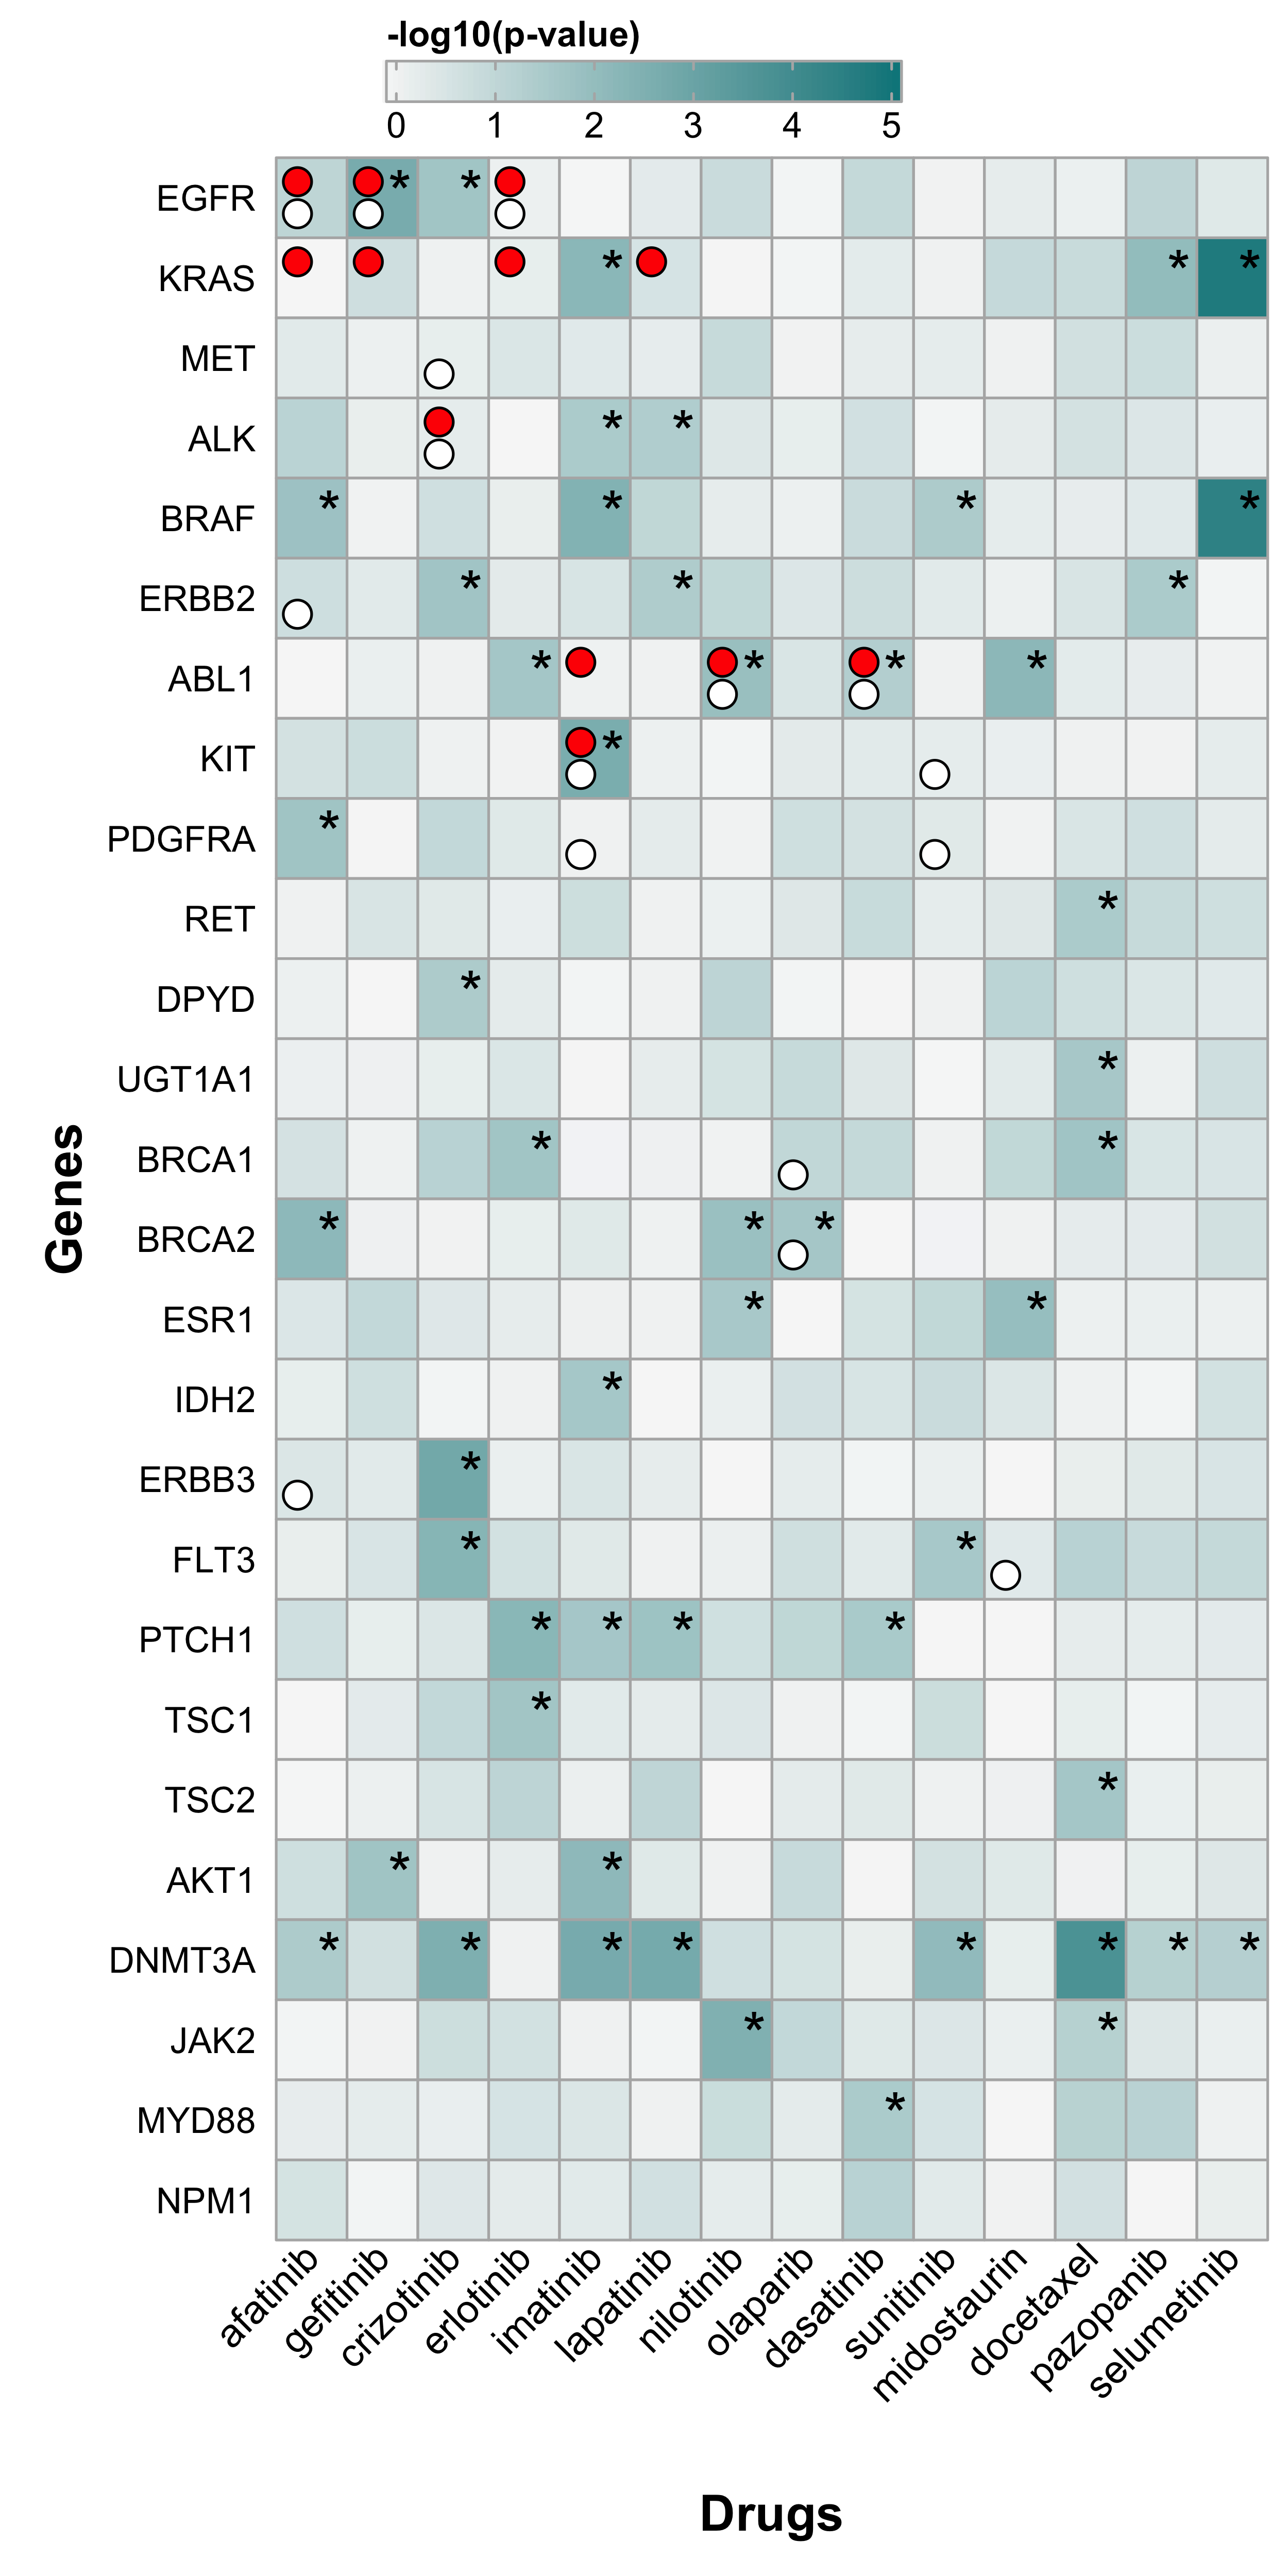 -log10(p-value)
0 1 2 3 4 5
EGFR * *
KRAS * * *
MET
ALK * *
BRAF * * * *
ERBB2 * * *
ABL1 * * * *
KIT *
PDGFRA *
RET *
DPYD *
UGT1A1 *
BRCA1 * *
BRCA2 * * *
ESR1 * *
IDH2 *
ERBB3 *
FLT3 * *
PTCH1 * * * *
TSC1 *
TSC2 *
AKT1 * *
DNMT3A * * * * * * * *
JAK2 * *
MYD88 *
NPM1
Genes
afatinib
gefitinib
crizotinib
erlotinib
imatinib
lapatinib
nilotinib
olaparib
dasatinib
sunitinib
midostaurin
docetaxel
pazopanib
selumetinib
Drugs